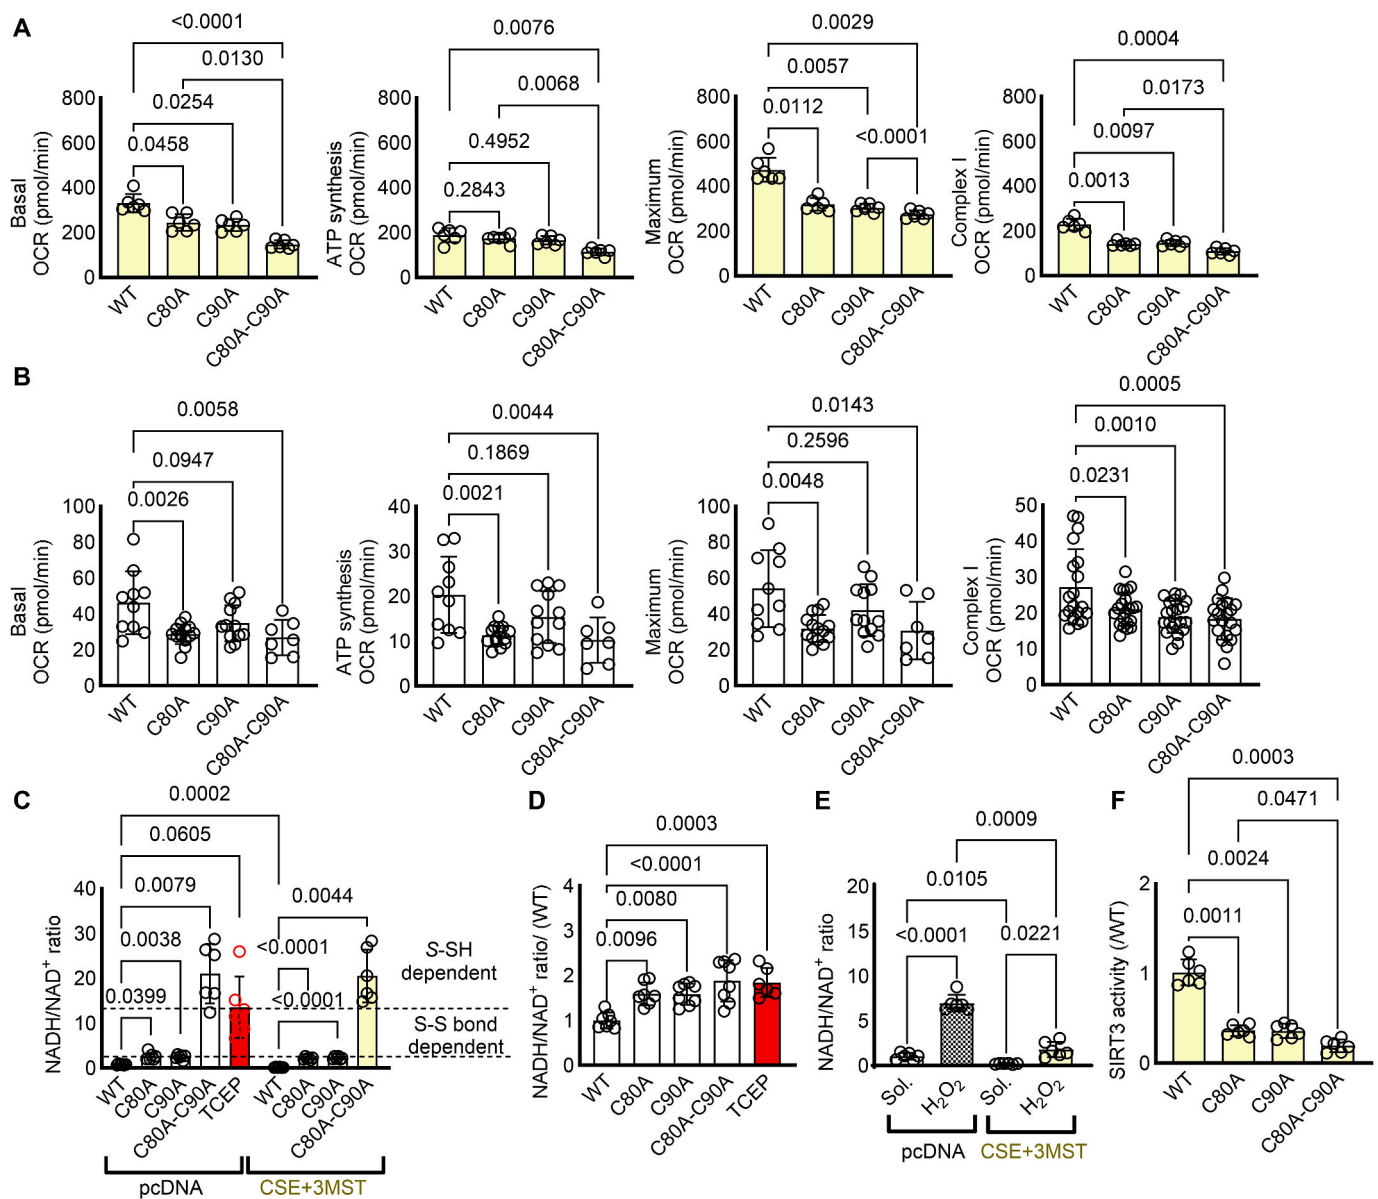 A
<0.0001
0.0130
0.0254
0.0458
800
600
400
200
0
Basal
OCR (pmol/min)
WT
C80A
C90A
C80A-C90A
0.0076
0.0068
0.4952
0.2843
800
600
400
200
0
ATP synthesis
OCR (pmol/min)
WT
C80A
C90A
C80A-C90A
0.0029
0.0057
0.0112
<0.0001
800
600
400
200
0
Maximum
OCR (pmol/min)
WT
C80A
C90A
C80A-C90A
0.0004
0.0173
0.0097
0.0013
800
600
400
200
0
Complex I
OCR (pmol/min)
WT
C80A
C90A
C80A-C90A
B
0.0058
0.0947
0.0026
100
80
60
40
20
0
Basal
OCR (pmol/min)
WT
C80A
C90A
C80A-C90A
0.0044
0.1869
0.0021
40
30
20
10
0
ATP synthesis
OCR (pmol/min)
WT
C80A
C90A
C80A-C90A
0.0143
0.2596
0.0048
100
80
60
40
20
0
Maximum
OCR (pmol/min)
WT
C80A
C90A
C80A-C90A
0.0005
0.0010
0.0231
50
40
30
20
10
0
Complex I
OCR (pmol/min)
WT
C80A
C90A
C80A-C90A
C
0.0002
0.0605
0.0079
0.0038
0.0399
0.0044
<0.0001
<0.0001
40
30
20
10
0
NADH/NAD⁺ ratio
S-SH
dependent
S-S bond
dependent
WT
C80A
C90A
C80A-C90A
TCEP
WT
C80A
C90A
C80A-C90A
pcDNA
CSE+3MST
D
0.0003
<0.0001
0.0080
0.0096
4
3
2
1
0
NADH/NAD⁺ ratio/ (WT)
WT
C80A
C90A
C80A-C90A
TCEP
E
0.0009
0.0105
<0.0001
0.0221
20
15
10
5
0
NADH/NAD⁺ ratio
Sol.
H₂O₂
Sol.
H₂O₂
pcDNA
CSE+3MST
F
0.0003
0.0471
0.0024
0.0011
2
1
0
SIRT3 activity (/WT)
WT
C80A
C90A
C80A-C90A